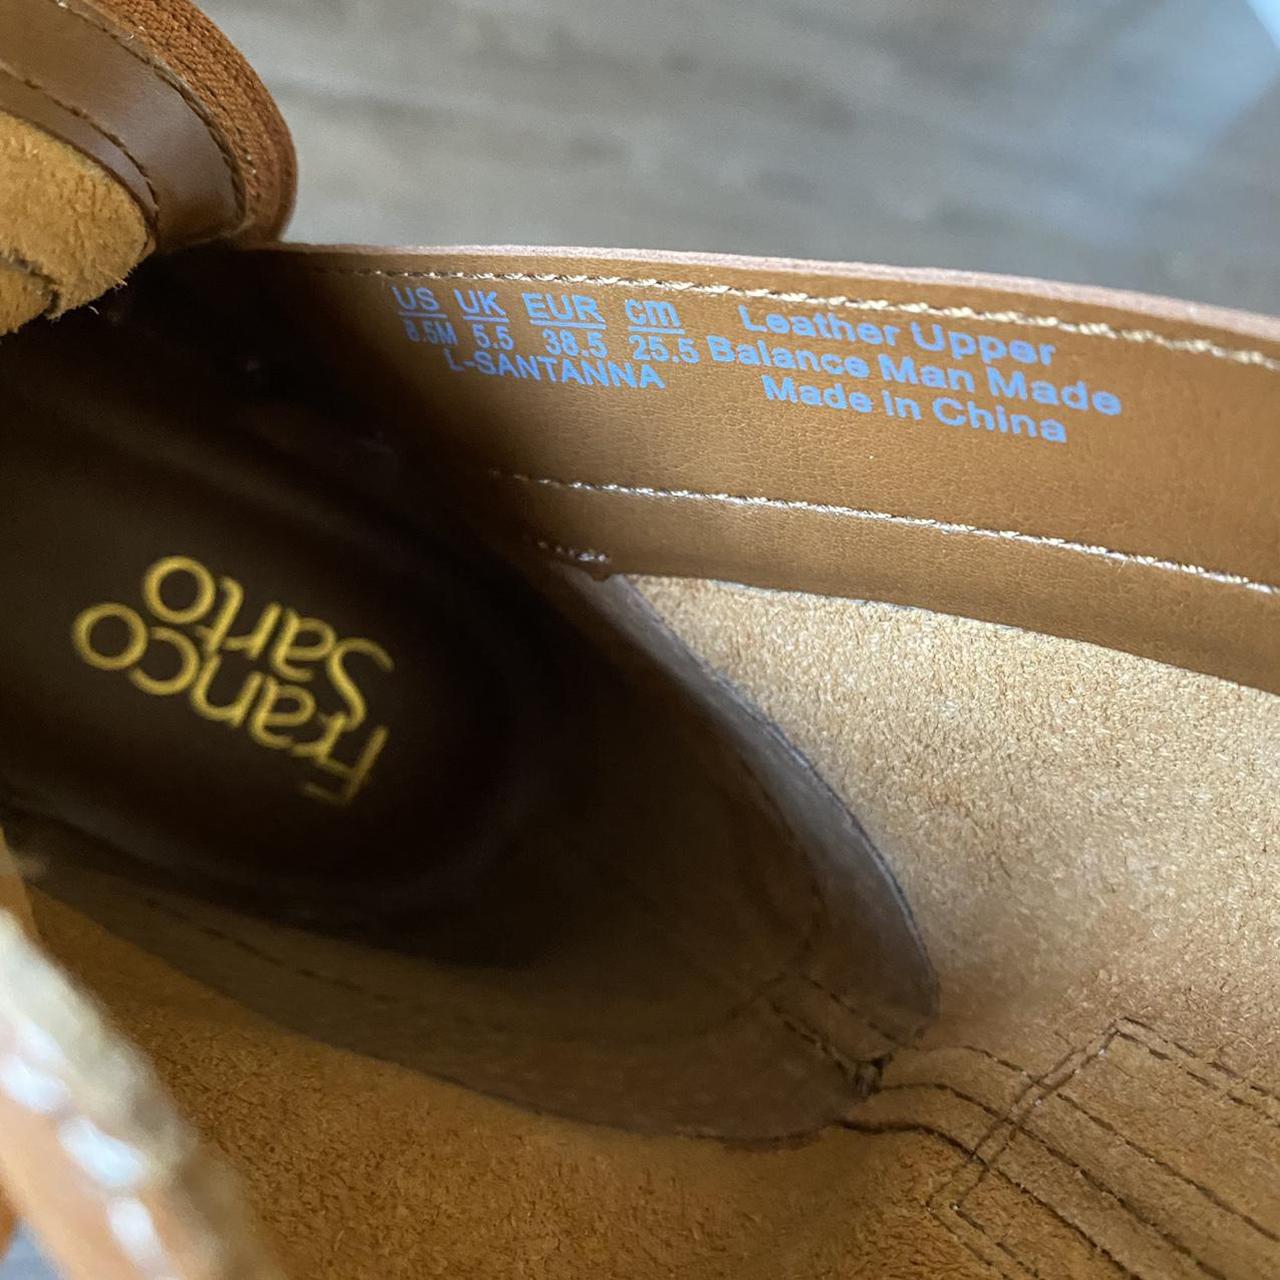 US UK EUR cm
8.5M 5.5 38.5 25.5
L-SANTANNA
Leather Upper
Balance Man Made
Made in China
Franco
Sarto